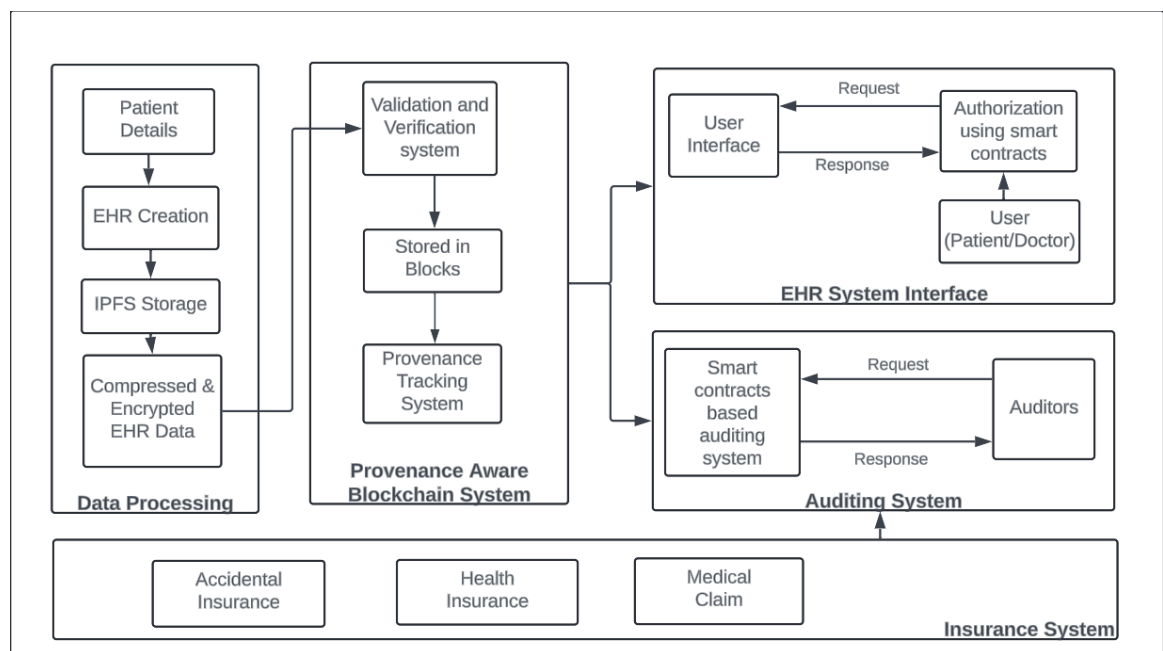 Patient
Details
EHR Creation
IPFS Storage
Compressed &
Encrypted
EHR Data
Data Processing
Validation and
Verification
system
Stored in
Blocks
Provenance
Tracking
System
Provenance Aware
Blockchain System
User
Interface
Request
Response
Authorization
using smart
contracts
User
(Patient/Doctor)
EHR System Interface
Smart
contracts
based
auditing
system
Request
Response
Auditors
Auditing System
Accidental
Insurance
Health
Insurance
Medical
Claim
Insurance System